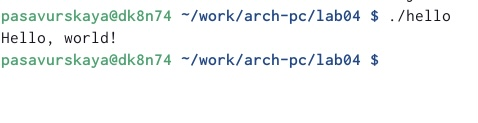 pasavurskaya@dk8n74 ~/work/arch-pc/lab04 $ ./hello
Hello, world!
pasavurskaya@dk8n74 ~/work/arch-pc/lab04 $